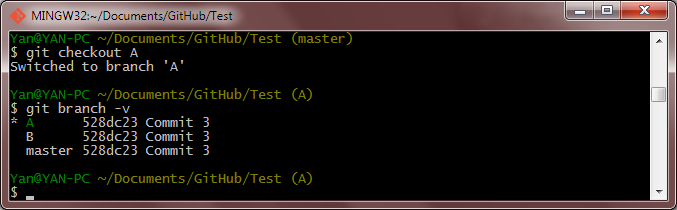 MINGW32:~/Documents/GitHub/Test
Yan@YAN-PC ~/Documents/GitHub/Test (master)
$ git checkout A
Switched to branch 'A'
Yan@YAN-PC ~/Documents/GitHub/Test (A)
$ git branch -v
* A      528dc23 Commit 3
  B      528dc23 Commit 3
  master 528dc23 Commit 3
Yan@YAN-PC ~/Documents/GitHub/Test (A)
$